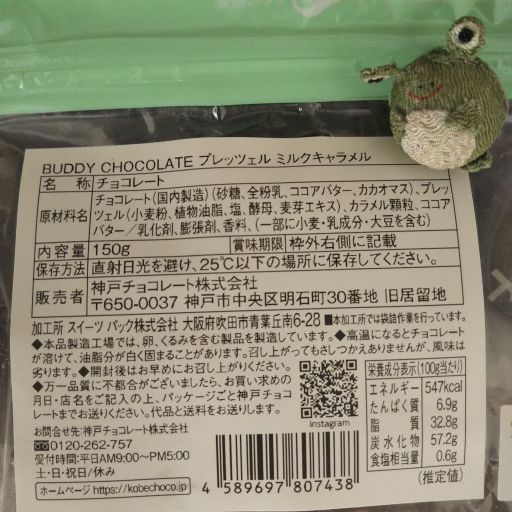 BUDDY CHOCOLATE プレッツェル ミルクキャラメル
名 称 チョコレート
原材料名 チョコレート(国内製造)(砂糖、全粉乳、ココアバター、カカオマス)、プレッ
ツェル(小麦粉、植物油脂、塩、酵母、麦芽エキス)、カラメル顆粒、ココア
バター/乳化剤、膨張剤、香料、(一部に小麦・乳成分・大豆を含む)
内容量 150g 賞味期限 枠外右側に記載
保存方法 直射日光を避け、25℃以下の場所に保存してください。
販売者 神戸チョコレート株式会社
〒650-0037 神戸市中央区明石町30番地 旧居留地
加工所 スイーツ パック株式会社 大阪府吹田市青葉丘南6-28 ■本加工所では袋詰作業を行っています。
◆本品製造工場では、卵、くるみを含む製品を製造しています。◆高温になるとチョコレート
が溶けて、油脂分が白く固まることがあります。召し上がってもさしつかえありませんが、風味は
劣ります。◆開封後はお早めにお召し上がりください。
◆万一品質に不都合がございましたら、お買い求めの
月日・店名をご記入の上、パッケージごと神戸チョコ
レートまでお送りください。代品と送料をお送りします。
お問合せ先:神戸チョコレート株式会社
0120-262-757
受付時間:平日AM9:00~PM5:00
土・日・祝日/休み
ホームページ https://kobechoco.jp
instagram
4 589697 807438
栄養成分表示(100g当たり)
エネルギー 547kcal
たんぱく質 6.9g
脂 質 32.8g
炭水化物 57.2g
食塩相当量 0.6g
(推定値)